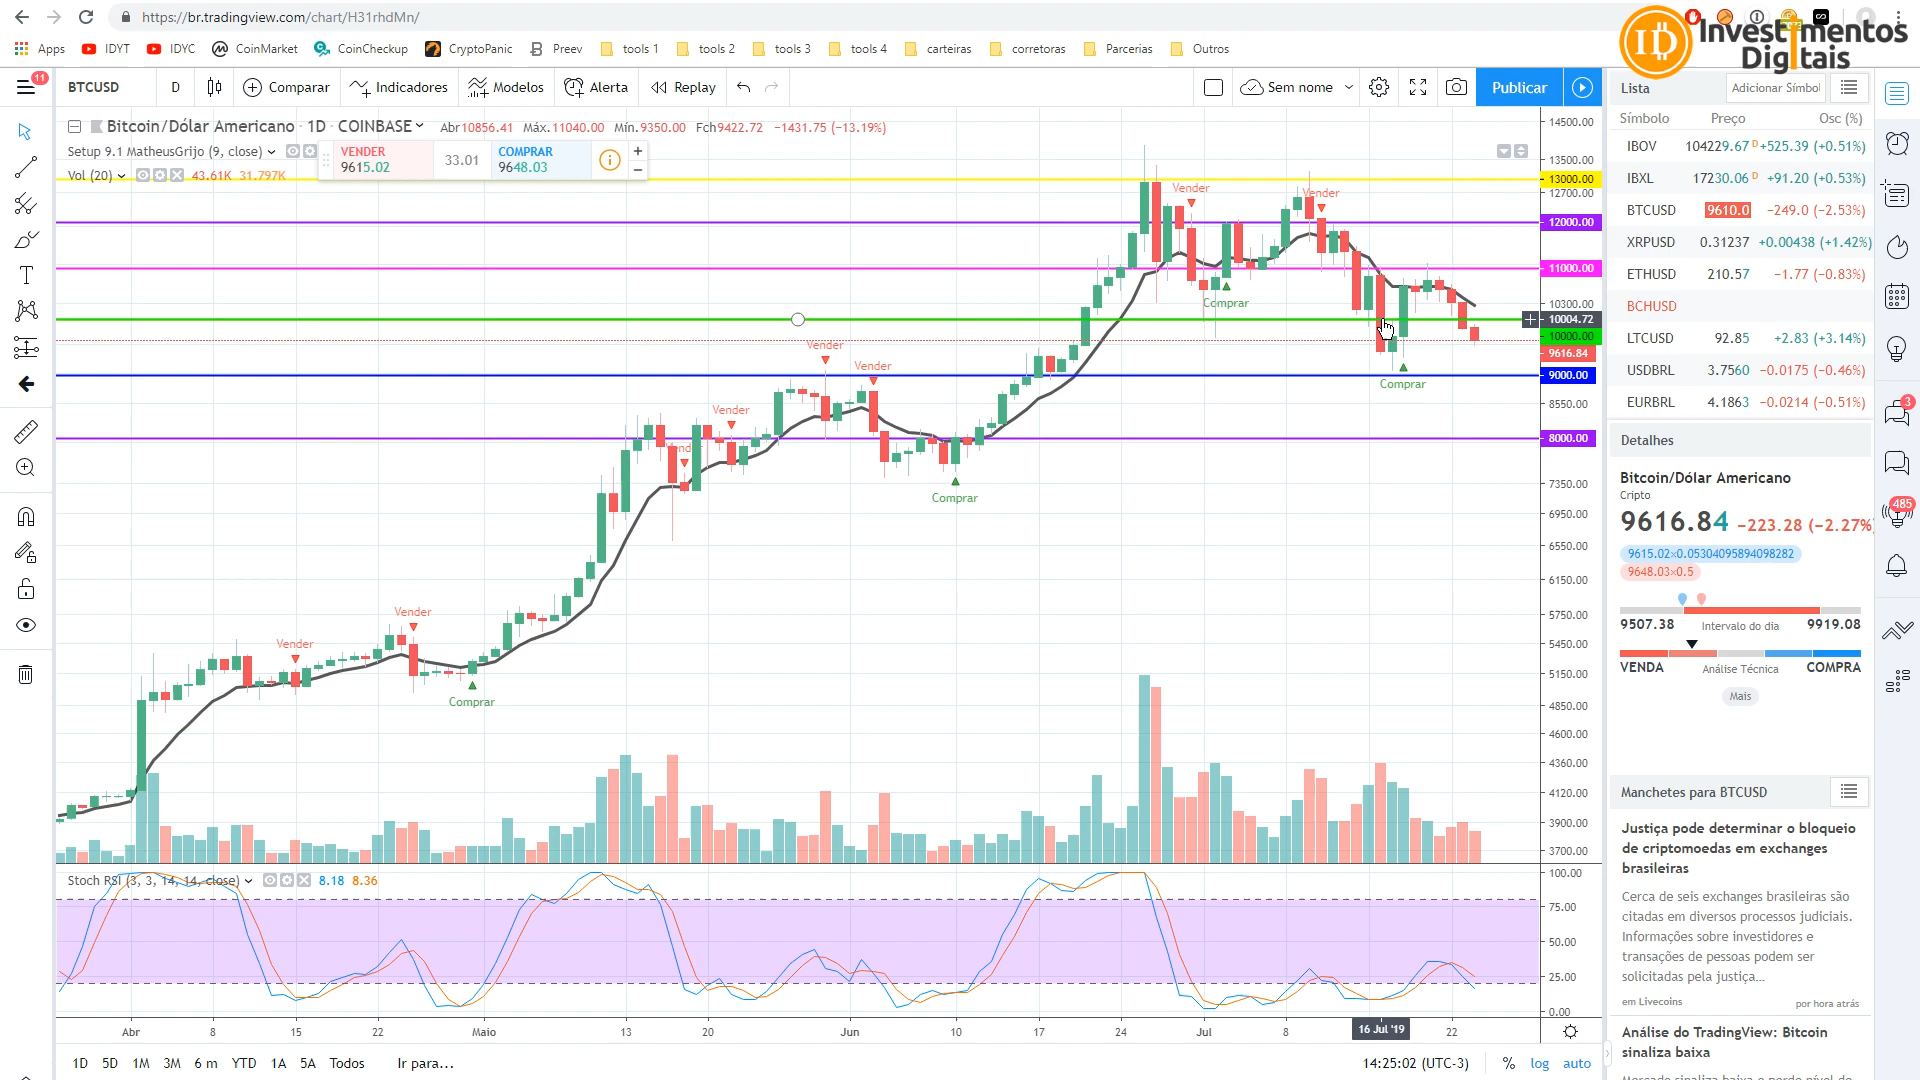 https://br.tradingview.com/chart/H31rhdMn/
Investimentos
Digitais
ID
Apps IDYT IDYC CoinMarket CoinCheckup CryptoPanic Preev tools 1 tools 2 tools 3 tools 4 carteiras corretoras Parcerias Outros
11
BTCUSD D Comparar Indicadores Modelos Alerta Replay Sem nome Publicar
Bitcoin/Dólar Americano · 1D · COINBASE Abr10856.41 Máx.11040.00 Mín.9350.00 Fch9422.72 −1431.75 (−13.19%)
Setup 9.1 MatheusGrijo (9, close)
VENDER
9615.02
33.01
COMPRAR
9648.03
Vol (20) 43.61K 31.797K
Vender
Vender
Comprar
Vender
Vender
Comprar
Vender
Comprar
Vender
Vender
Comprar
14500.00
13500.00
13000.00
12700.00
12000.00
11000.00
10300.00
10004.72
10000.00
9616.84
9000.00
8550.00
8000.00
7350.00
6950.00
6550.00
6150.00
5750.00
5450.00
5150.00
4850.00
4600.00
4360.00
4120.00
3900.00
3700.00
Stoch RSI (3, 3, 14, 14, close) 8.18 8.36
100.00
75.00
50.00
25.00
0.00
Abr 8 15 22 Maio 13 20 Jun 10 17 24 Jul 8 16 Jul '19 22
1D 5D 1M 3M 6 m YTD 1A 5A Todos Ir para...
14:25:02 (UTC-3) % log auto
Lista Adicionar Símbol
Símbolo Preço Osc (%)
IBOV 104229.67 D +525.39 (+0.51%)
IBXL 17230.06 D +91.20 (+0.53%)
BTCUSD 9610.0 −249.0 (−2.53%)
XRPUSD 0.31237 +0.00438 (+1.42%)
ETHUSD 210.57 −1.77 (−0.83%)
BCHUSD
LTCUSD 92.85 +2.83 (+3.14%)
USDBRL 3.7560 −0.0175 (−0.46%)
EURBRL 4.1863 −0.0214 (−0.51%)
Detalhes
Bitcoin/Dólar Americano
Cripto
9616.84 −223.28 (−2.27%
9615.02×0.05304095894098282
9648.03×0.5
9507.38 Intervalo do dia 9919.08
VENDA Análise Técnica COMPRA
Mais
Manchetes para BTCUSD
Justiça pode determinar o bloqueio
de criptomoedas em exchanges
brasileiras
Cerca de seis exchanges brasileiras são
citadas em diversos processos judiciais.
Informações sobre investidores e
transações de pessoas podem ser
solicitadas pela justiça...
em Livecoins por hora atrás
Análise do TradingView: Bitcoin
sinaliza baixa
3
485